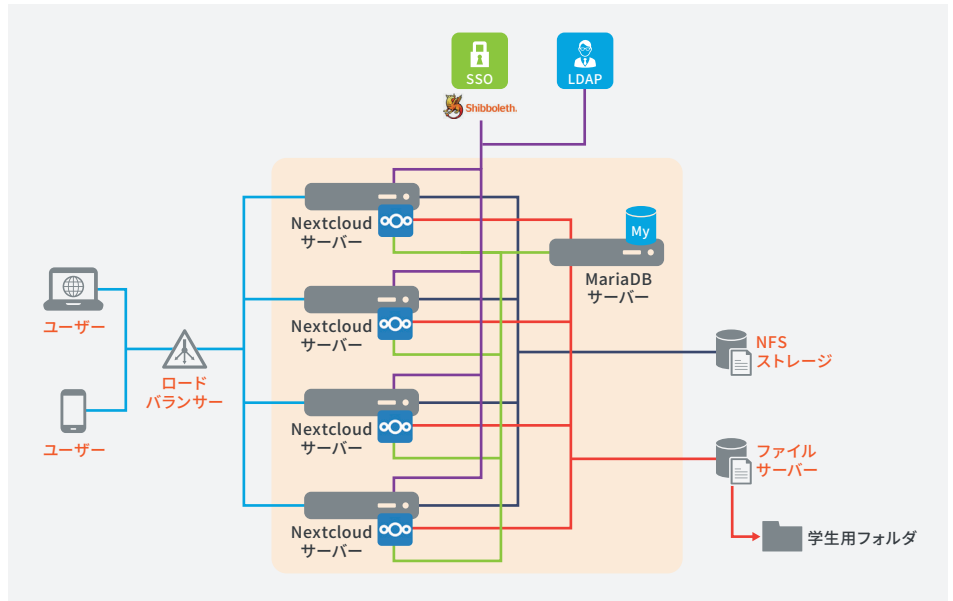 SSO
LDAP
Shibboleth.
Nextcloud
サーバー
My
MariaDB
サーバー
Nextcloud
サーバー
ユーザー
NFS
ストレージ
ロード
バランサー
Nextcloud
サーバー
ユーザー
ファイル
サーバー
Nextcloud
サーバー
学生用フォルダ